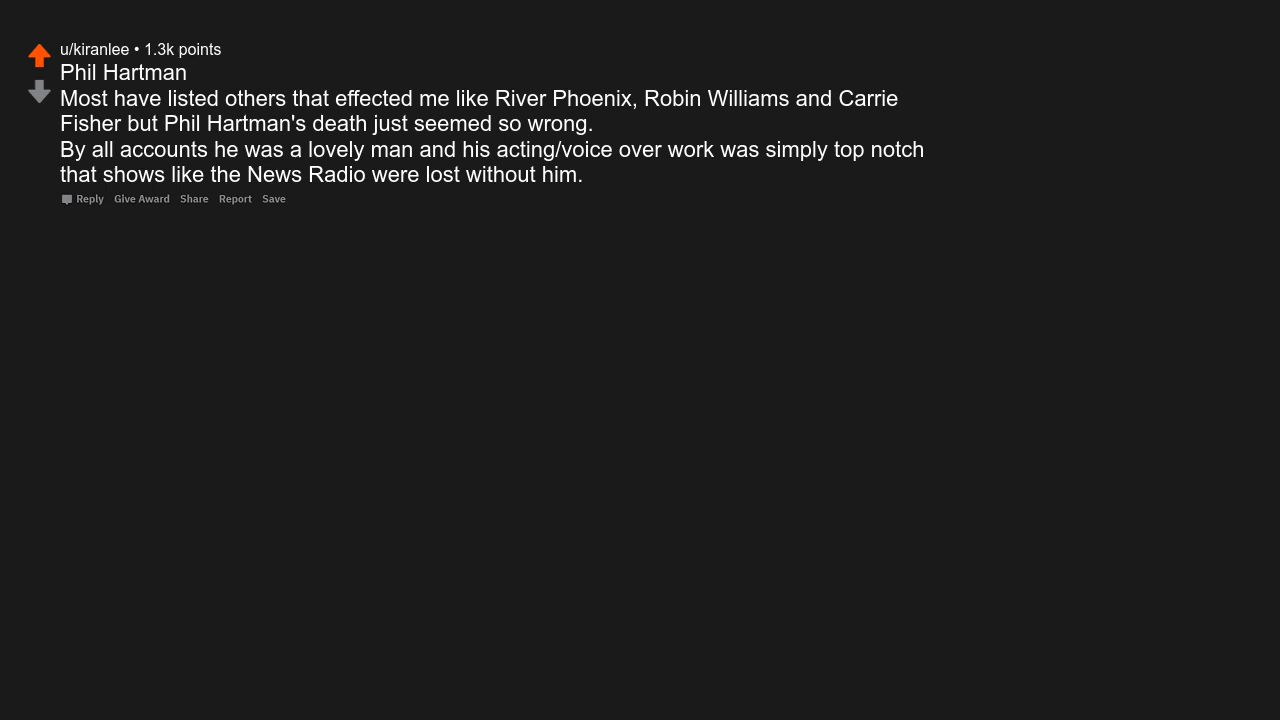 u/kiranlee • 1.3k points
Phil Hartman
Most have listed others that effected me like River Phoenix, Robin Williams and Carrie
Fisher but Phil Hartman's death just seemed so wrong.
By all accounts he was a lovely man and his acting/voice over work was simply top notch
that shows like the News Radio were lost without him.
Reply Give Award Share Report Save